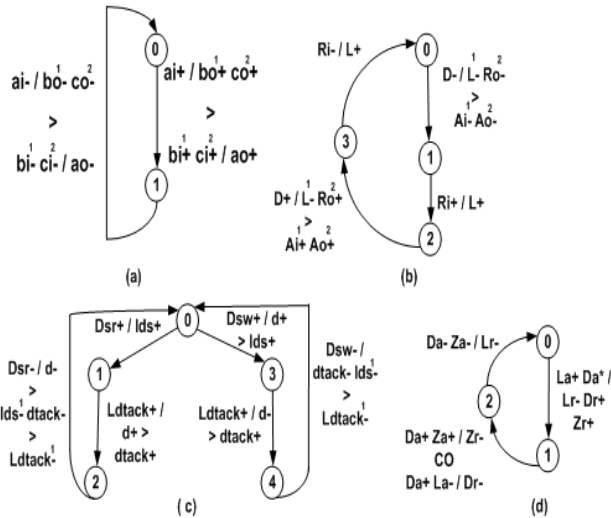 0
1 2
ai- / bo- co-
>
1 2
bi- ci- / ao-
1 2
ai+ / bo+ co+
>
1 2
bi+ ci+ / ao+
1
(a)
Ri- / L+
0
1 2
D- / L- Ro-
>
1 2
Ai- Ao-
3
1
1 2
D+ / L- Ro+
>
1 2
Ai+ Ao+
Ri+ / L+
2
(b)
0
Dsr+ / lds+
Dsw+ / d+
> lds+
1
3
Dsr- / d-
>
1
lds- dtack-
>
1
Ldtack-
Ldtack+ /
d+ >
dtack+
Ldtack+ / d-
> dtack+
Dsw- /
1
dtack- lds-
>
1
Ldtack-
2
4
( c)
Da- Za- / Lr-
0
La+ Da* /
Lr- Dr+
Zr+
2
Da+ Za+ / Zr-
CO
Da+ La- / Dr-
1
(d)